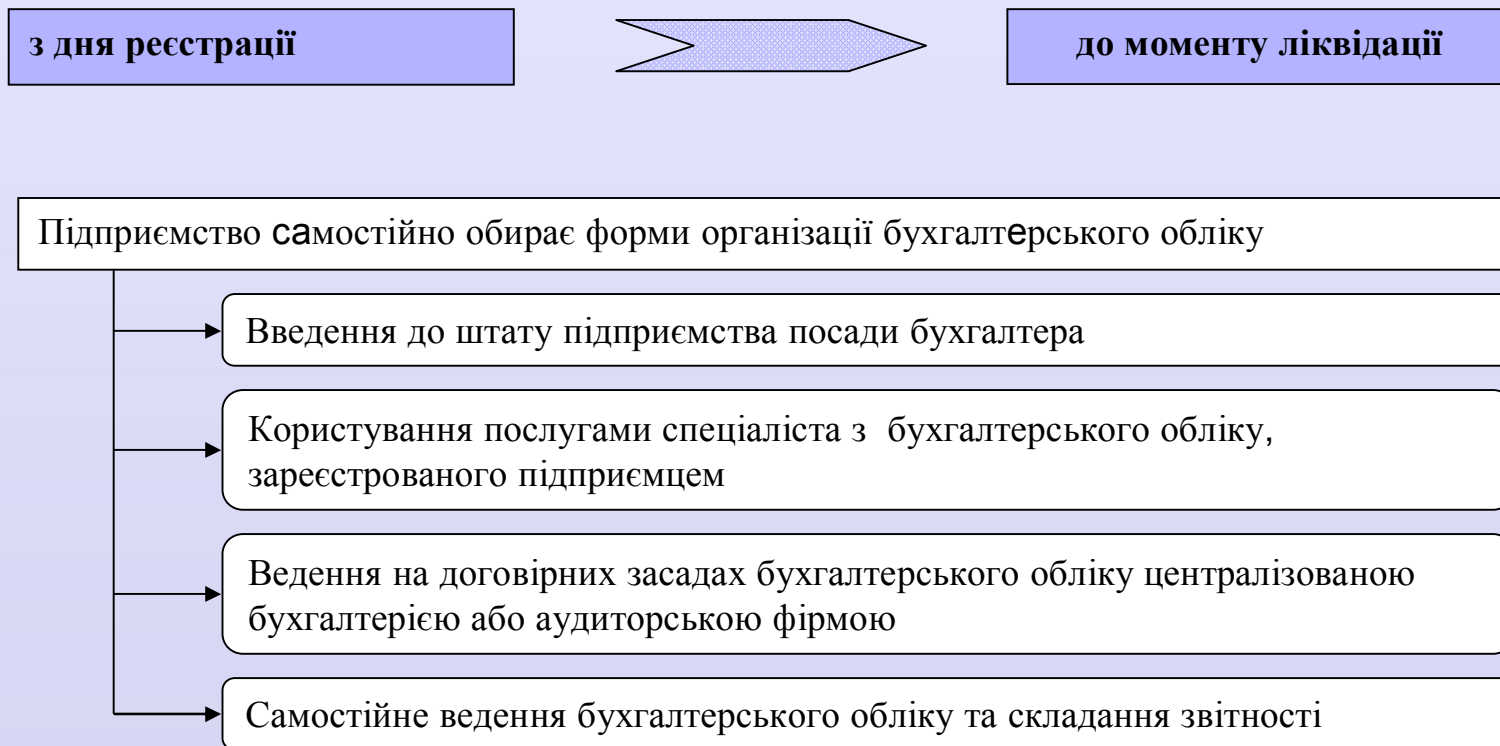 з дня реєстрації
до моменту ліквідації
Підприємство самостійно обирає форми організації бухгалтерського обліку
Введення до штату підприємства посади бухгалтера
Користування послугами спеціаліста з бухгалтерського обліку,
зареєстрованого підприємцем
Ведення на договірних засадах бухгалтерського обліку централізованою
бухгалтерією або аудиторською фірмою
Самостійне ведення бухгалтерського обліку та складання звітності